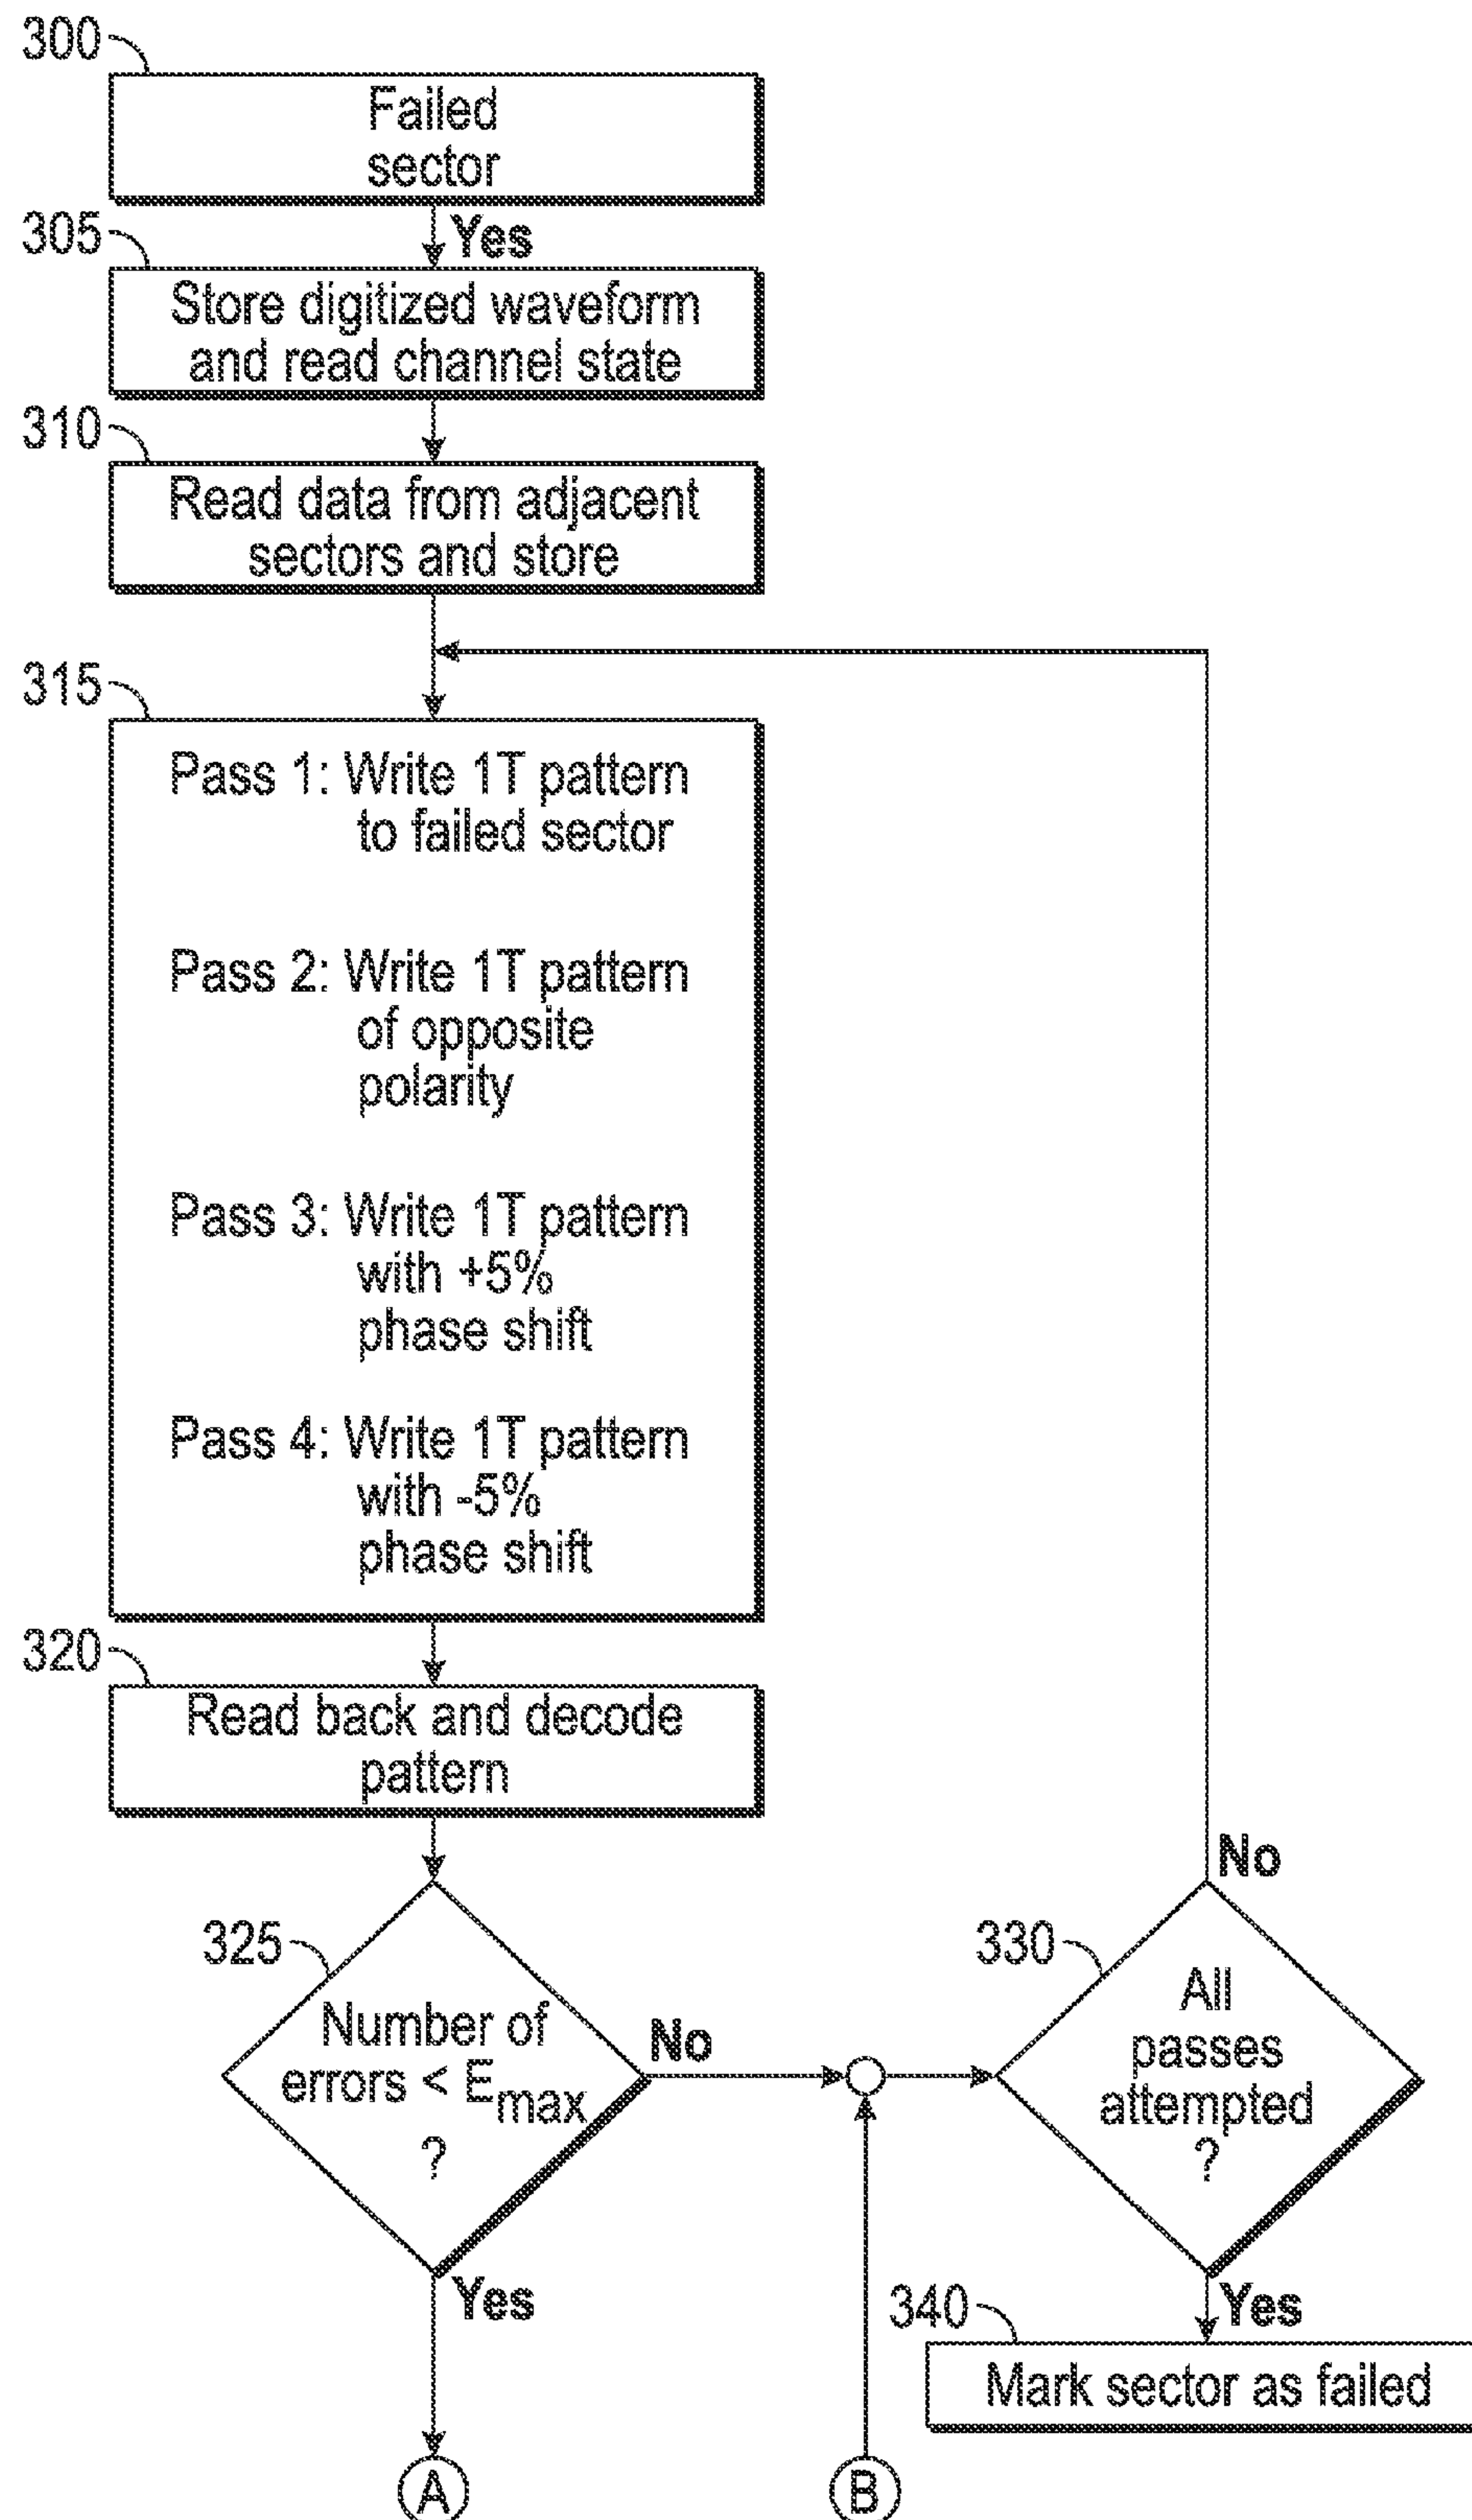 300
Failed
sector
Yes
305
Store digitized waveform
and read channel state
310
Read data from adjacent
sectors and store
315
Pass 1: Write 1T pattern
to failed sector
Pass 2: Write 1T pattern
of opposite
polarity
Pass 3: Write 1T pattern
with +5%
phase shift
Pass 4: Write 1T pattern
with -5%
phase shift
320
Read back and decode
pattern
325
Number of
errors < Emax
?
No
Yes
330
All
passes
attempted
?
No
Yes
340
Mark sector as failed
A
B